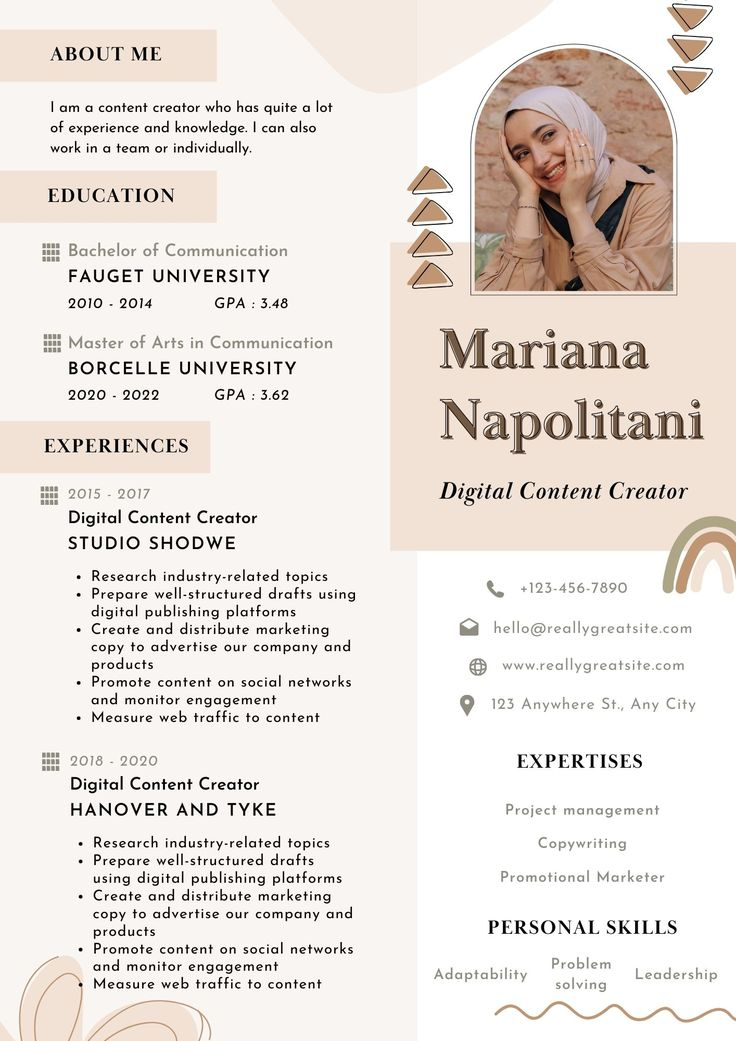 ABOUT ME
I am a content creator who has quite a lot
of experience and knowledge. I can also
work in a team or individually.
EDUCATION
Bachelor of Communication
FAUGET UNIVERSITY
2010 - 2014 GPA : 3.48
Master of Arts in Communication
BORCELLE UNIVERSITY
2020 - 2022 GPA : 3.62
EXPERIENCES
2015 - 2017
Digital Content Creator
STUDIO SHODWE
• Research industry-related topics
• Prepare well-structured drafts using
digital publishing platforms
• Create and distribute marketing
copy to advertise our company and
products
• Promote content on social networks
and monitor engagement
• Measure web traffic to content
2018 - 2020
Digital Content Creator
HANOVER AND TYKE
• Research industry-related topics
• Prepare well-structured drafts
using digital publishing platforms
• Create and distribute marketing
copy to advertise our company and
products
• Promote content on social networks
and monitor engagement
• Measure web traffic to content
Mariana
Napolitani
Digital Content Creator
+123-456-7890
hello@reallygreatsite.com
www.reallygreatsite.com
123 Anywhere St., Any City
EXPERTISES
Project management
Copywriting
Promotional Marketer
PERSONAL SKILLS
Adaptability
Problem
solving
Leadership